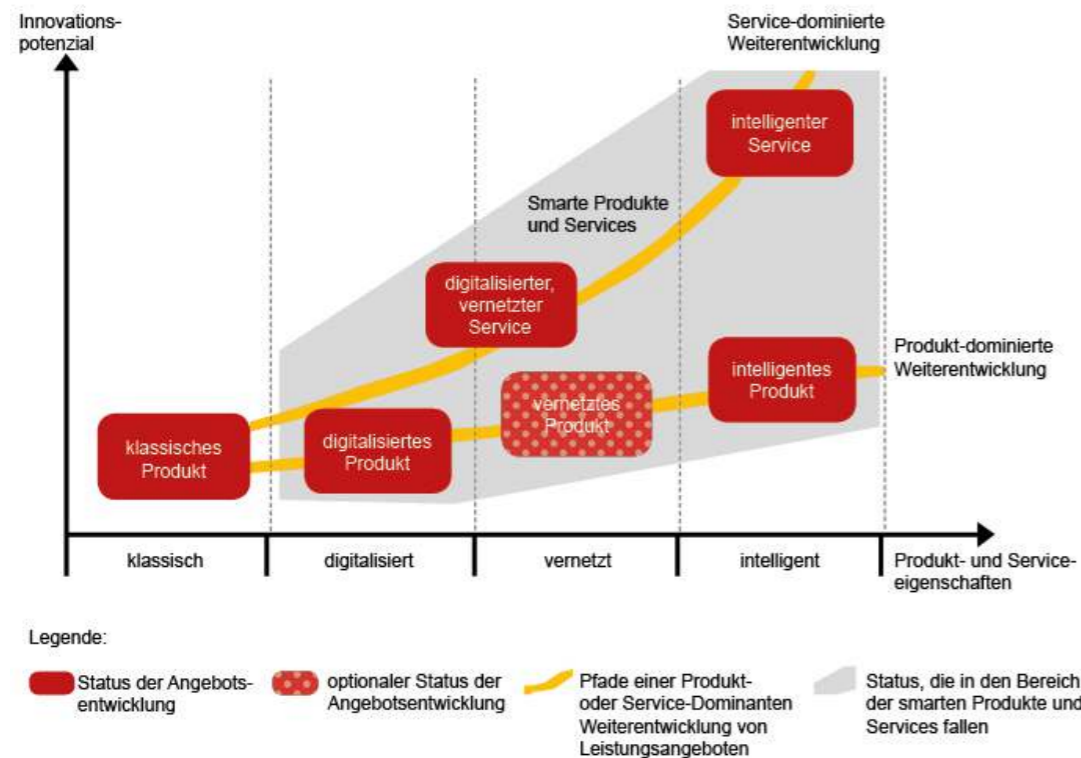 Innovations-
potenzial
Service-dominierte
Weiterentwicklung
intelligenter
Service
Smarte Produkte
und Services
digitalisierter,
vernetzter
Service
Produkt-dominierte
Weiterentwicklung
intelligentes
Produkt
vernetztes
Produkt
digitalisiertes
Produkt
klassisches
Produkt
klassisch
digitalisiert
vernetzt
intelligent
Produkt- und Service-
eigenschaften
Legende:
Status der Angebots-
entwicklung
optionaler Status der
Angebotsentwicklung
Pfade einer Produkt-
oder Service-Dominanten
Weiterentwicklung von
Leistungsangeboten
Status, die in den Bereich
der smarten Produkte und
Services fallen